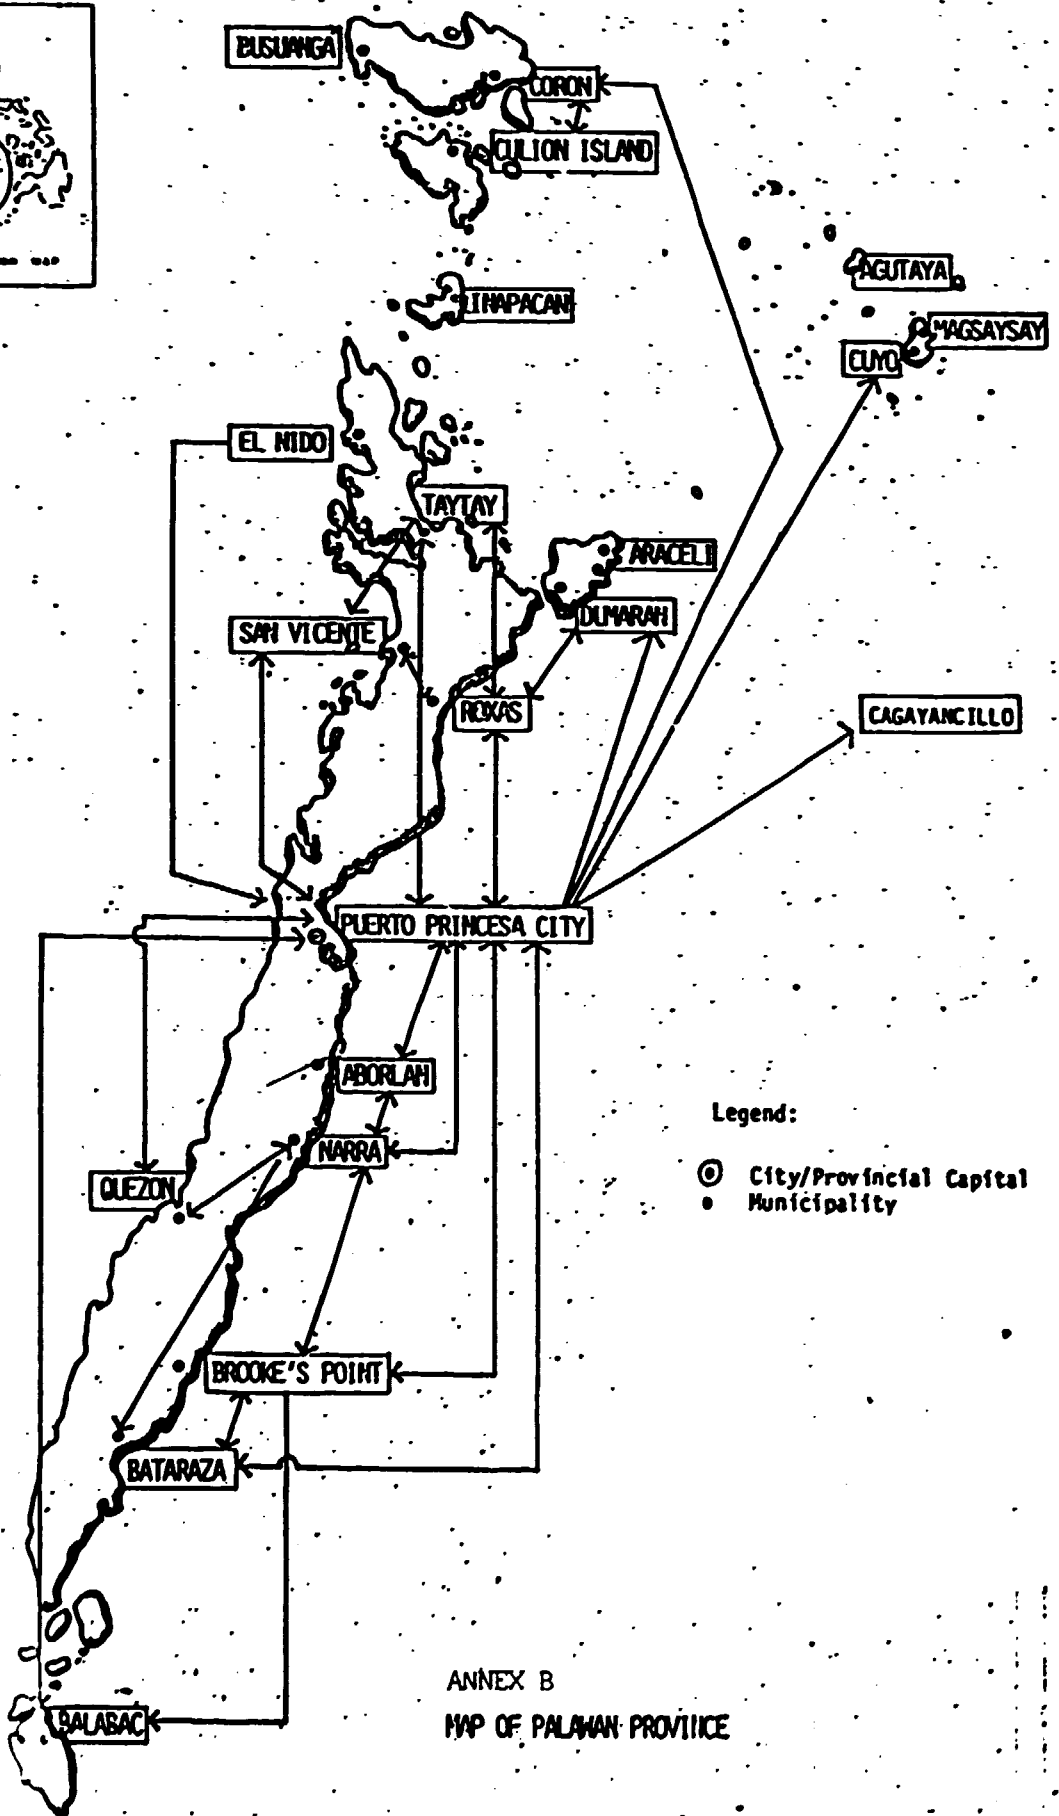 BUSUANGA
CORON
CULION ISLAND
AGUTAYA
LINAPACAN
MAGSAYSAY
CUYO
EL NIDO
TAYTAY
ARACELI
DUMARAN
SAN VICENTE
ROXAS
CAGAYANCILLO
PUERTO PRINCESA CITY
ABORLAN
Legend:
NARRA
City/Provincial Capital
QUEZON
Municipality
BROOKE'S POINT
BATARAZA
ANNEX B
BALABAC
MAP OF PALAWAN PROVINCE